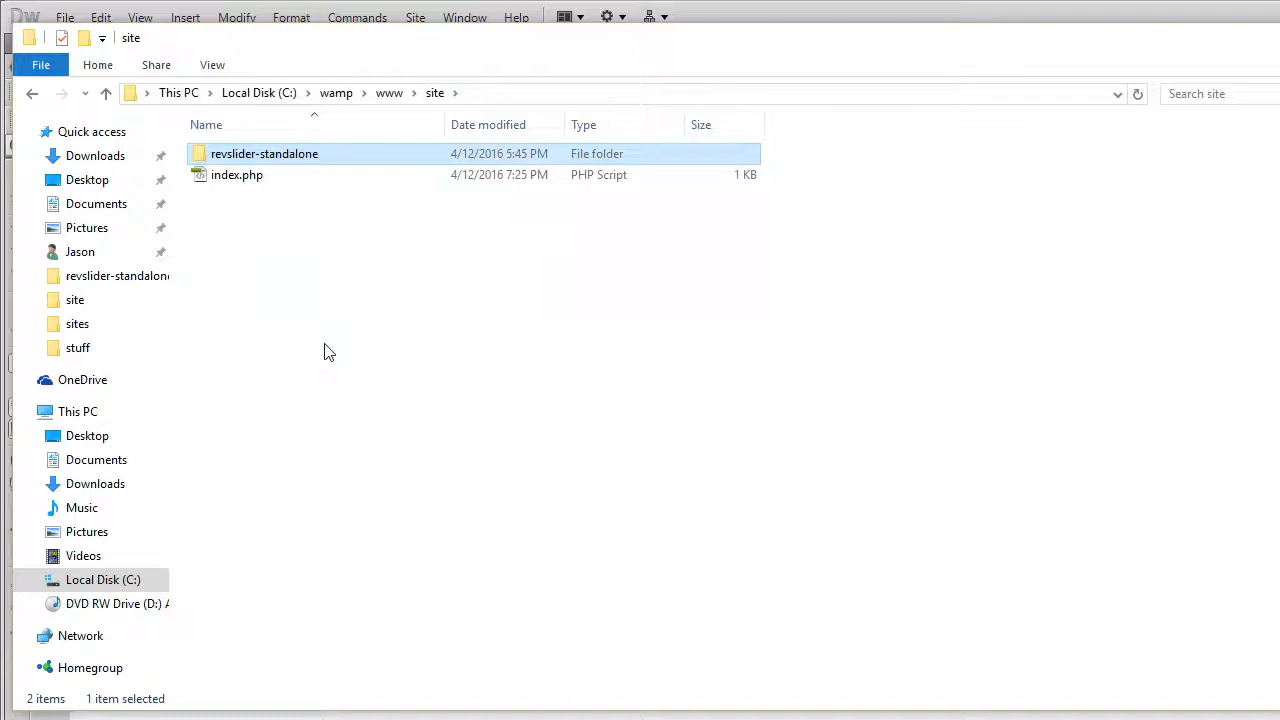 Dw File Edit View Insert Modify Format Commands Site Window Help
site
File Home Share View
This PC Local Disk (C:) wamp www site Search site
Name Date modified Type Size
revslider-standalone 4/12/2016 5:45 PM File folder
index.php 4/12/2016 7:25 PM PHP Script 1 KB
Quick access
Downloads
Desktop
Documents
Pictures
Jason
revslider-standalone
site
sites
stuff
OneDrive
This PC
Desktop
Documents
Downloads
Music
Pictures
Videos
Local Disk (C:)
DVD RW Drive (D:) A
Network
Homegroup
2 items 1 item selected